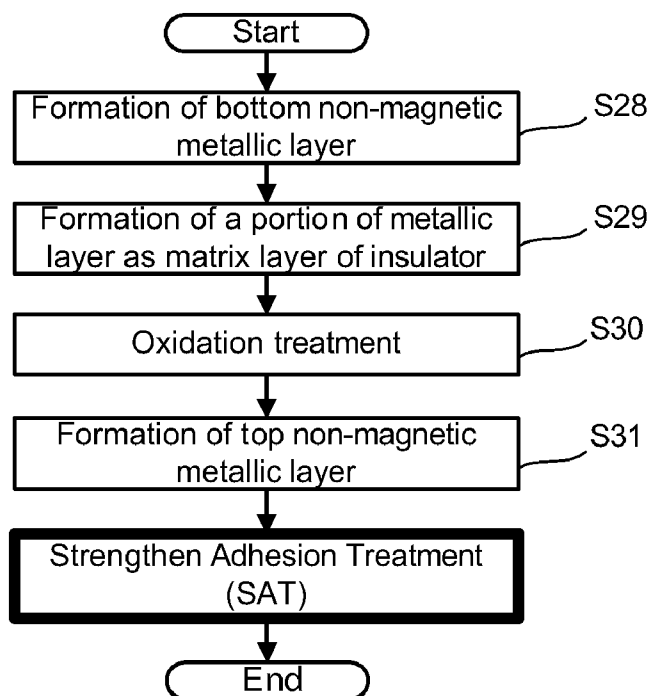 Start
Formation of bottom non-magnetic
metallic layer
S28
Formation of a portion of metallic
layer as matrix layer of insulator
S29
Oxidation treatment
S30
Formation of top non-magnetic
metallic layer
S31
Strengthen Adhesion Treatment
(SAT)
End